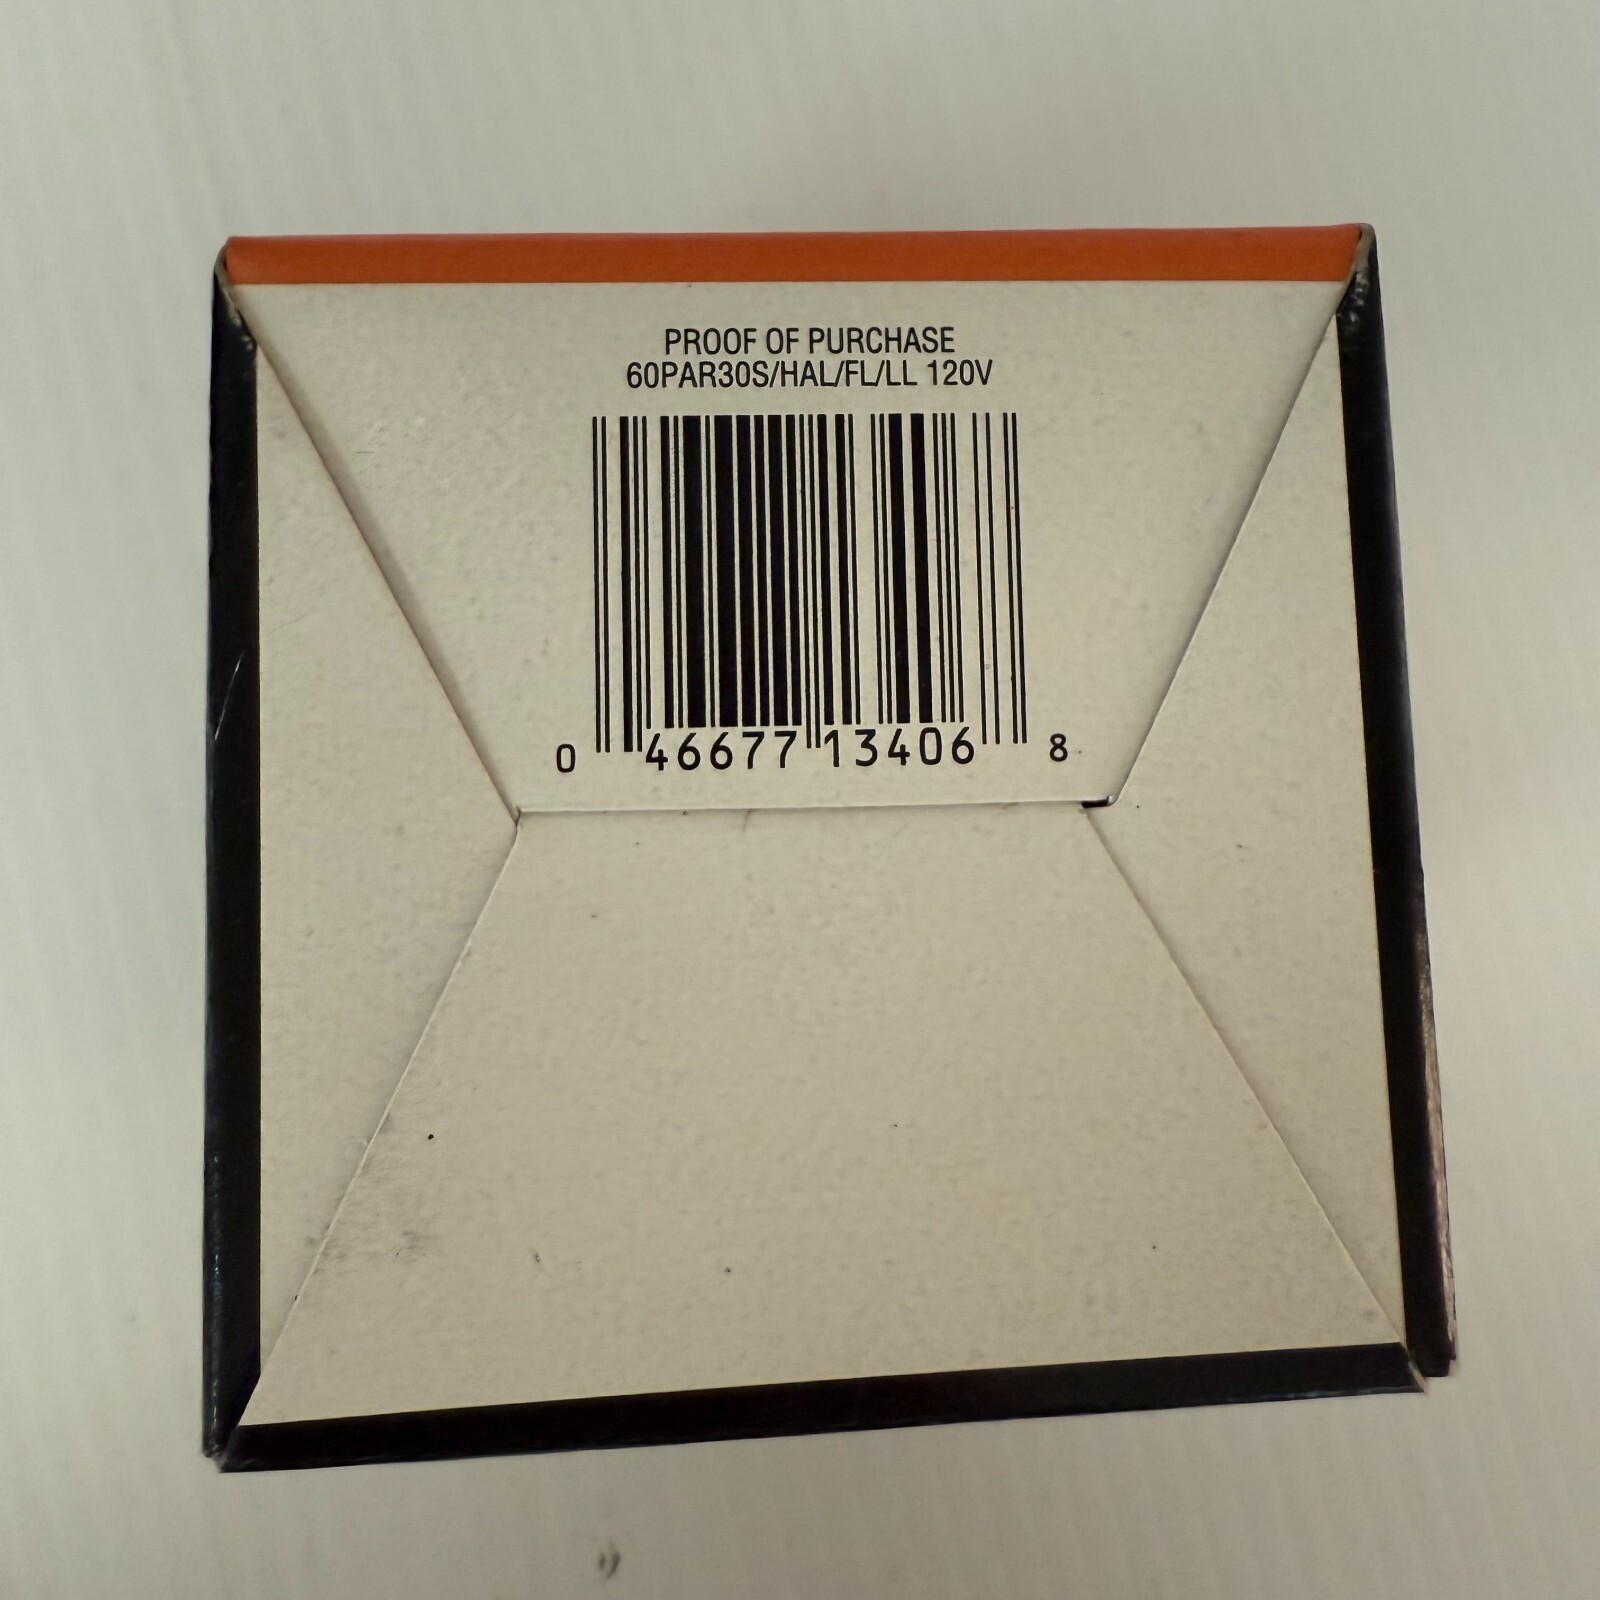 PROOF OF PURCHASE
60PAR30S/HAL/FL/LL 120V
0 46677 13406 8